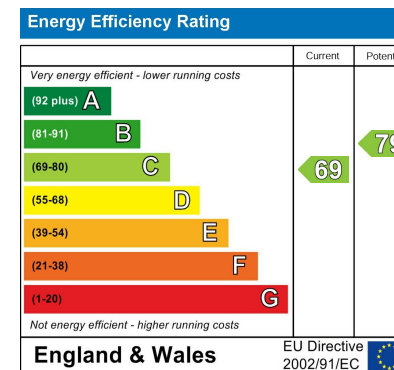 Energy Efficiency Rating
Current
Very energy efficient - lower running costs
(92 plus) A
(81-91) B
(69-80) C
(55-68) D
(39-54) E
(21-38) F
(1-20) G
69
79
Not energy efficient - higher running costs
England & Wales
EU Directive
2002/91/EC